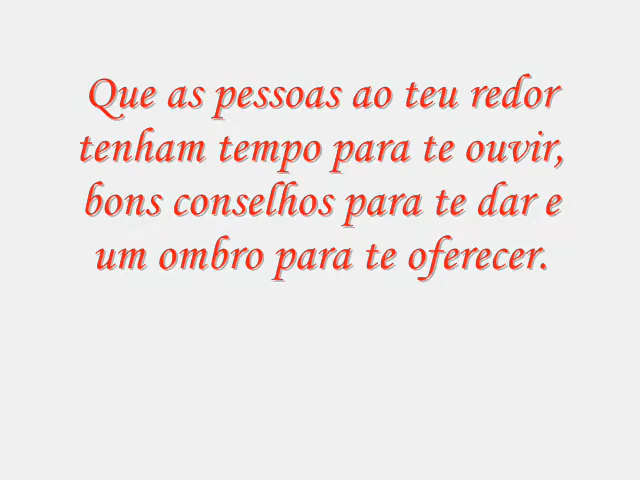 Que as pessoas ao teu redor
tenham tempo para te ouvir,
bons conselhos para te dar e
um ombro para te oferecer.